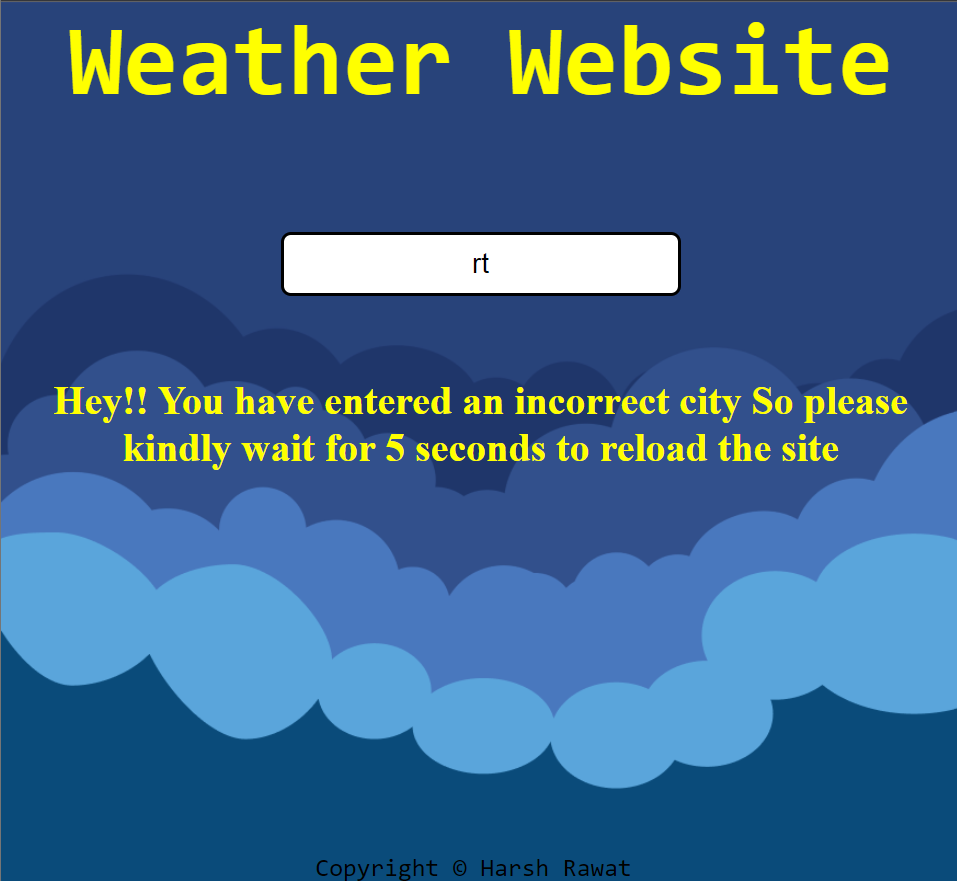 Weather Website
rt
Hey!! You have entered an incorrect city So please
kindly wait for 5 seconds to reload the site
Copyright © Harsh Rawat